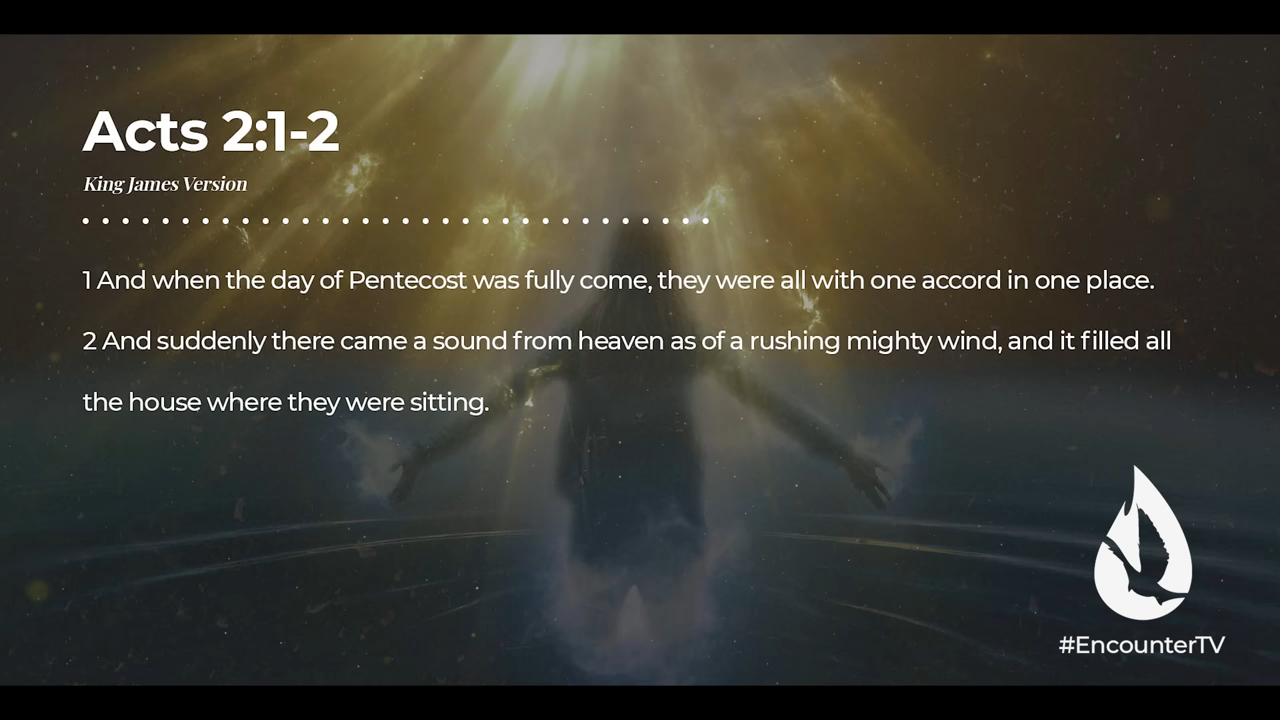 Acts 2:1-2
King James Version
1 And when the day of Pentecost was fully come, they were all with one accord in one place.
2 And suddenly there came a sound from heaven as of a rushing mighty wind, and it filled all
the house where they were sitting.
#EncounterTV